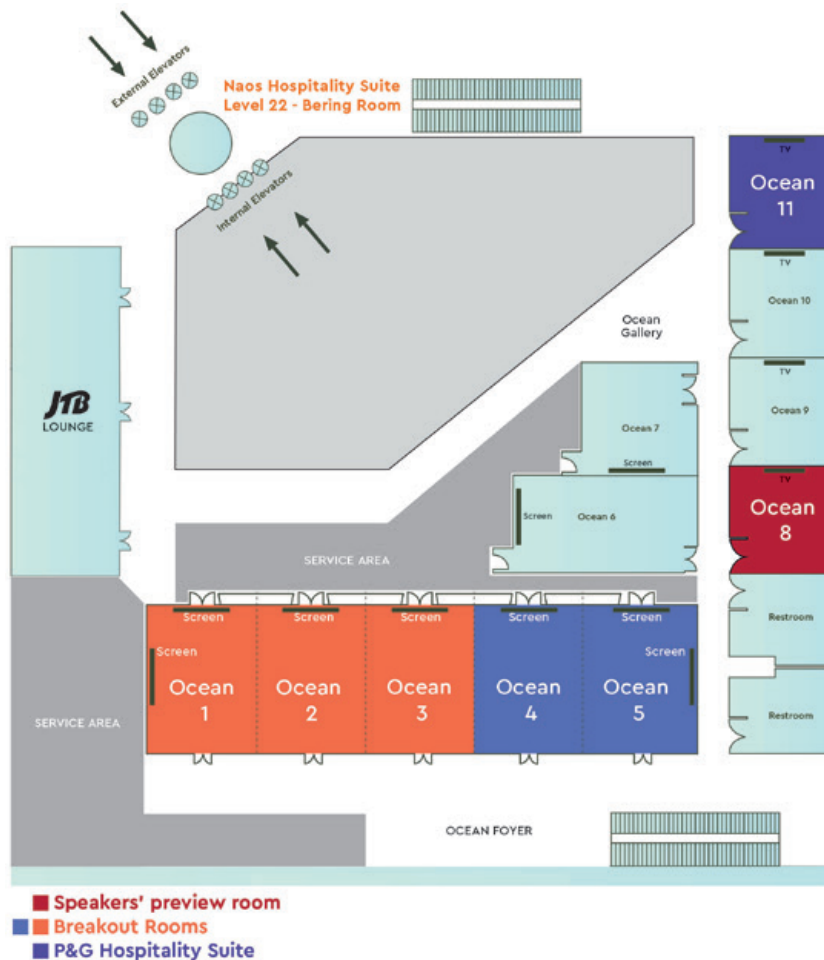 External Elevators
Naos Hospitality Suite
Level 22 - Bering Room
Internal Elevators
TV
Ocean
11
TV
Ocean 10
Ocean
Gallery
TV
Ocean 9
JTB
LOUNGE
Ocean 7
Screen
TV
Ocean
8
Screen
Ocean 6
SERVICE AREA
Restroom
Screen
Screen
Screen
Screen
Screen
Screen
Screen
Ocean
1
Ocean
2
Ocean
3
Ocean
4
Ocean
5
SERVICE AREA
Restroom
OCEAN FOYER
Speakers' preview room
Breakout Rooms
P&G Hospitality Suite